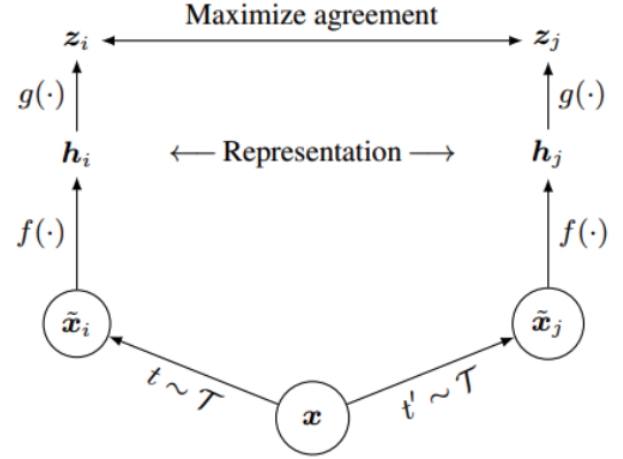 Maximize agreement
z_i z_j
g(·) g(·)
h_i ← Representation → h_j
f(·) f(·)
x̃_i x̃_j
t ~ 𝒯 t' ~ 𝒯
x